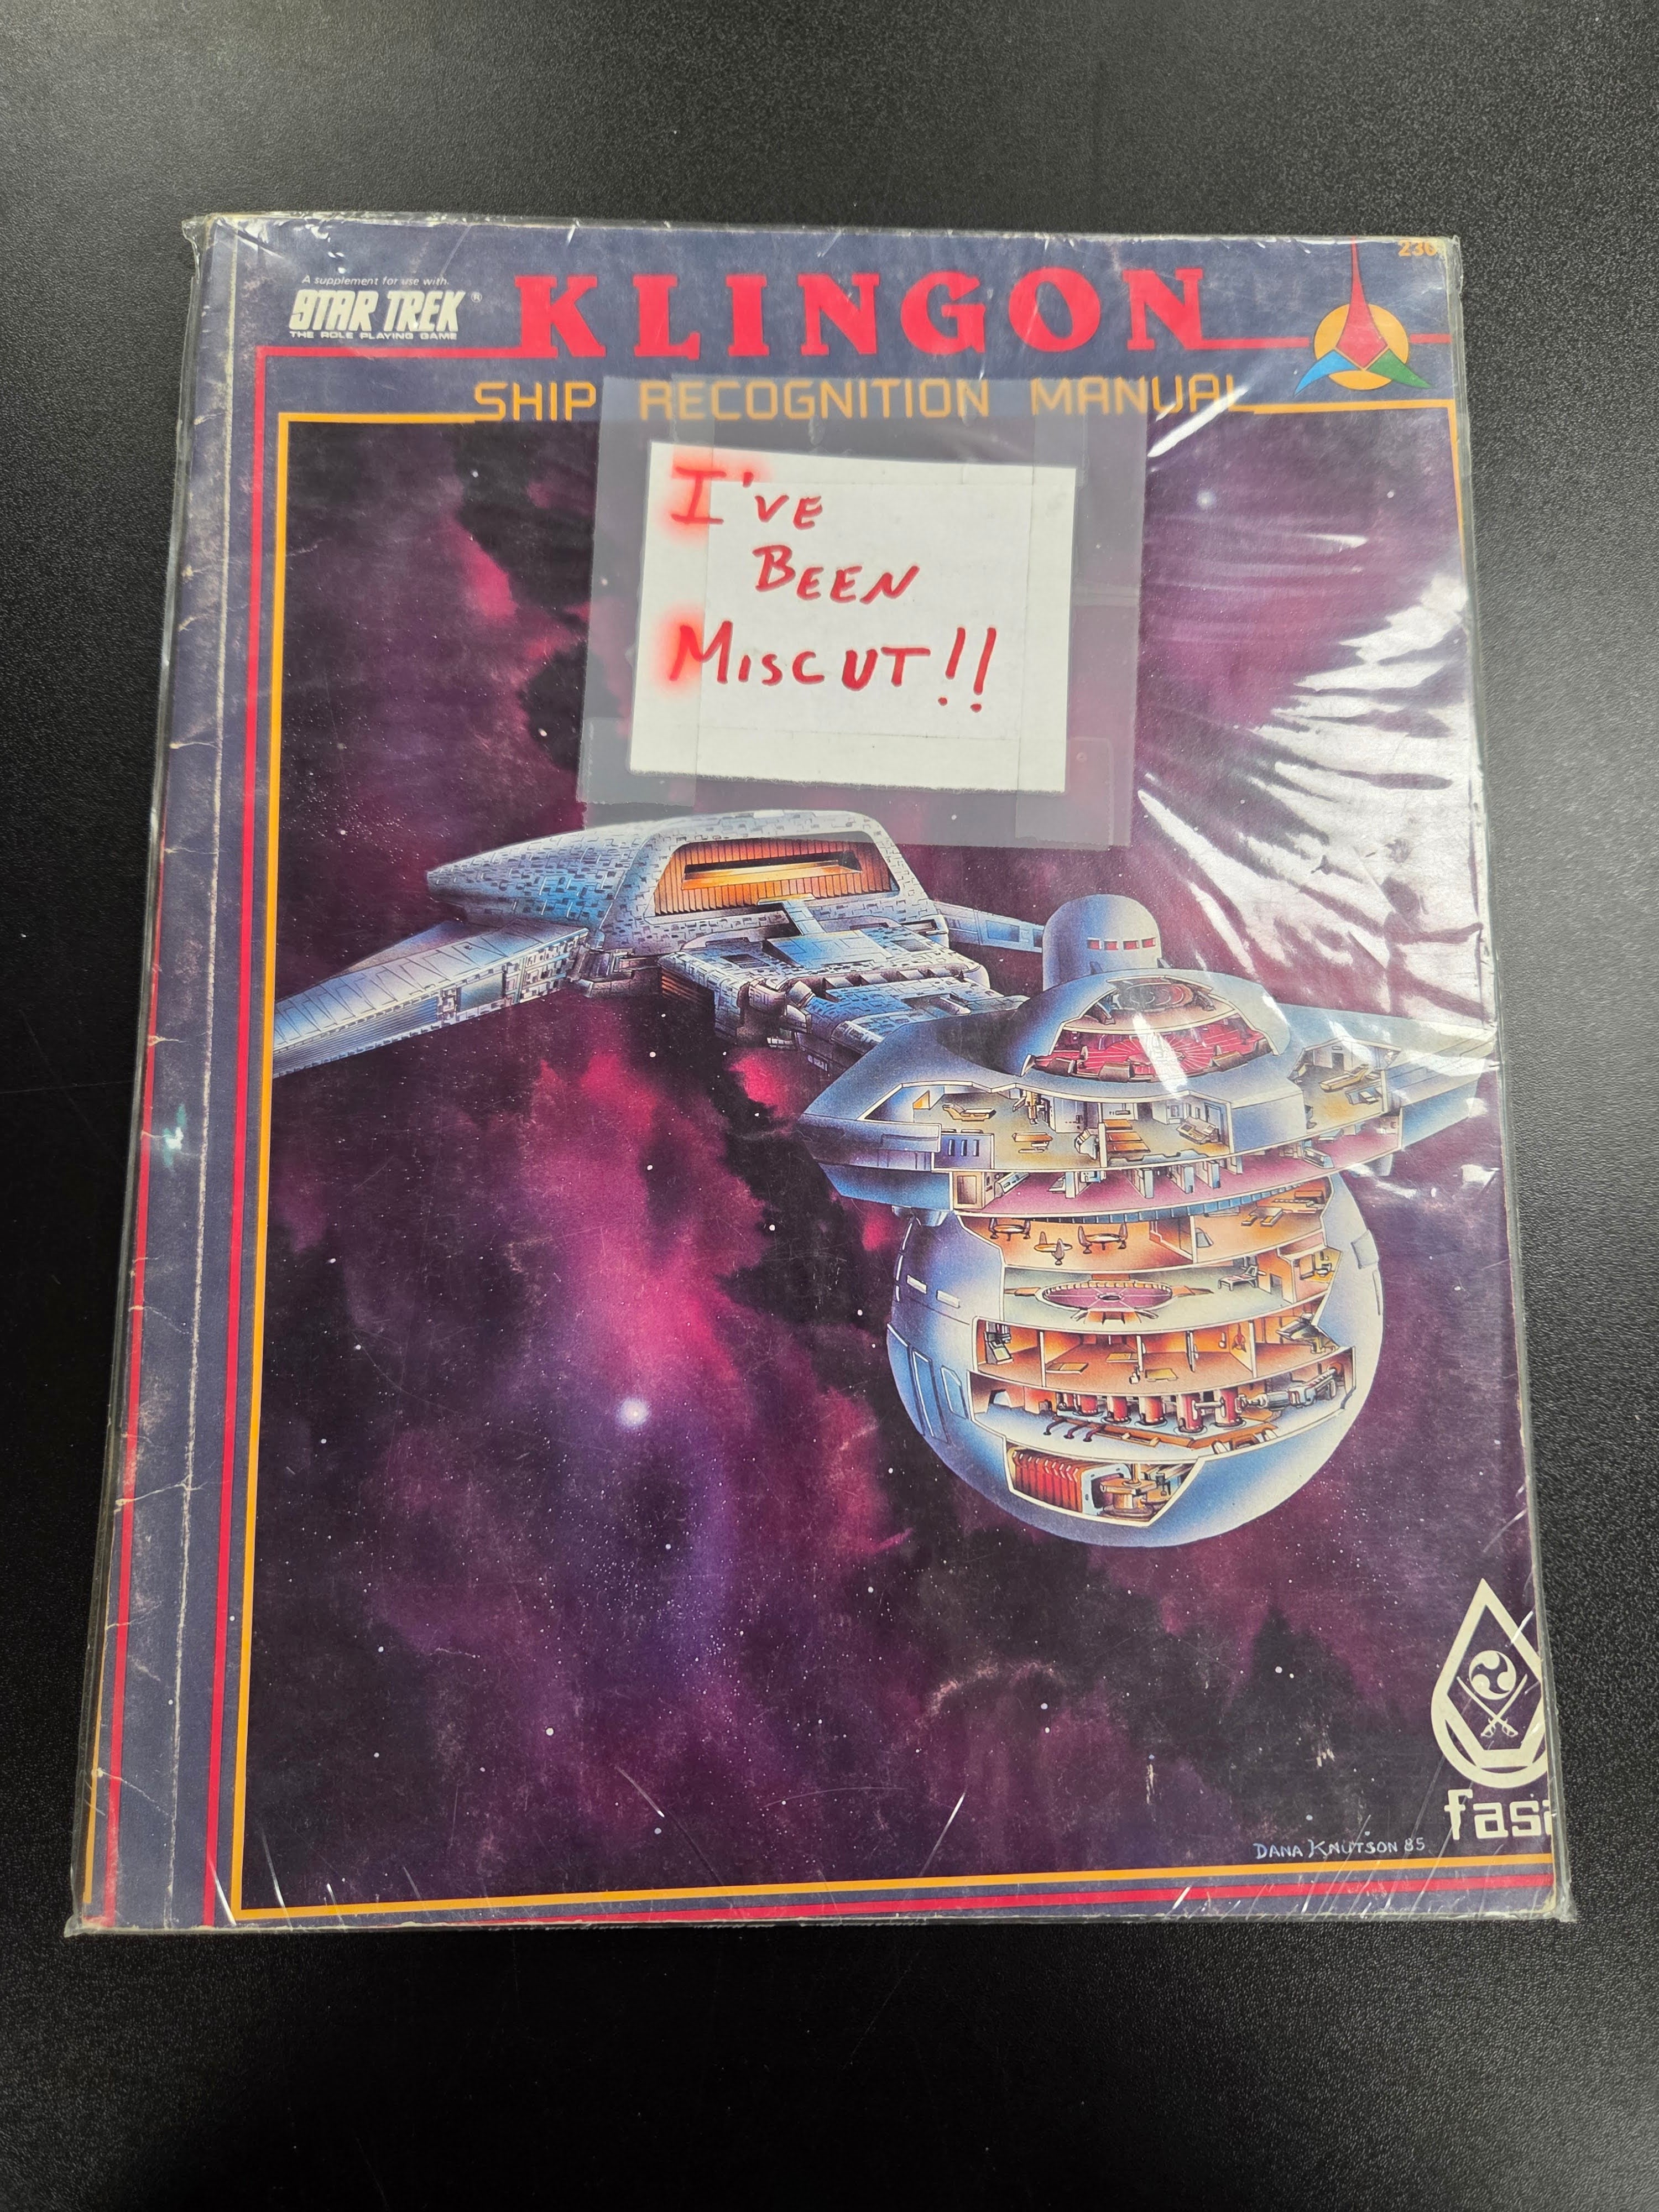 230
A supplement for use with
STAR TREK®
THE ROLE PLAYING GAME
KLINGON
SHIP RECOGNITION MANUAL
I'VE
BEEN
MISCUT!!
fasa
DANA KNUTSON 85